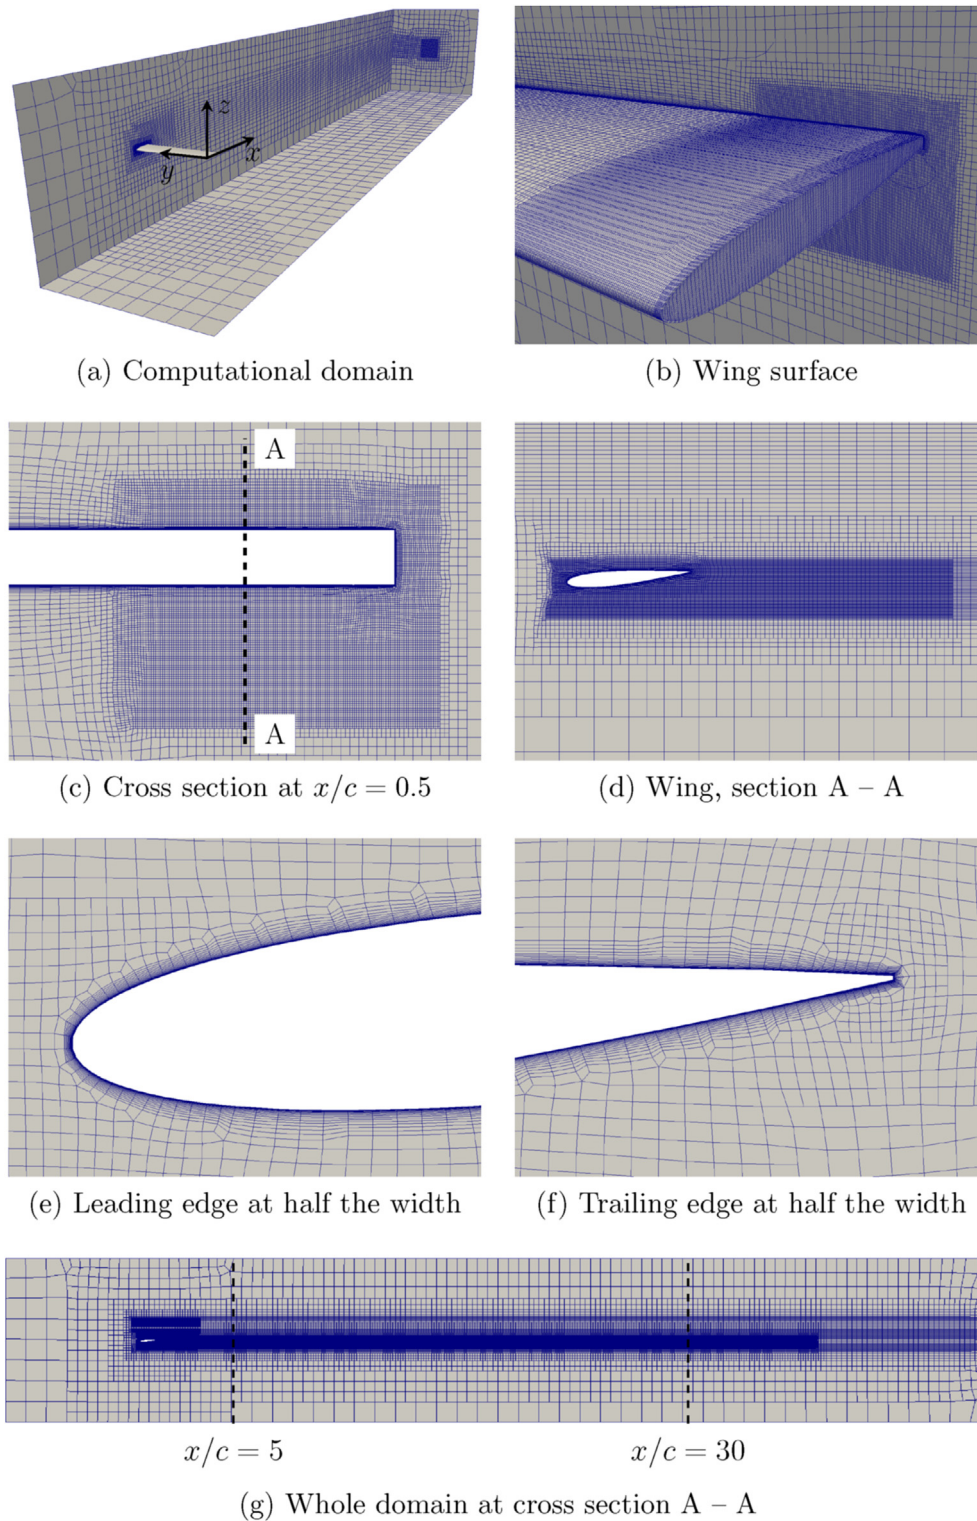 z
x
y
(a) Computational domain
(b) Wing surface
A
A
(c) Cross section at x/c = 0.5
(d) Wing, section A – A
(e) Leading edge at half the width
(f) Trailing edge at half the width
x/c = 5
x/c = 30
(g) Whole domain at cross section A – A